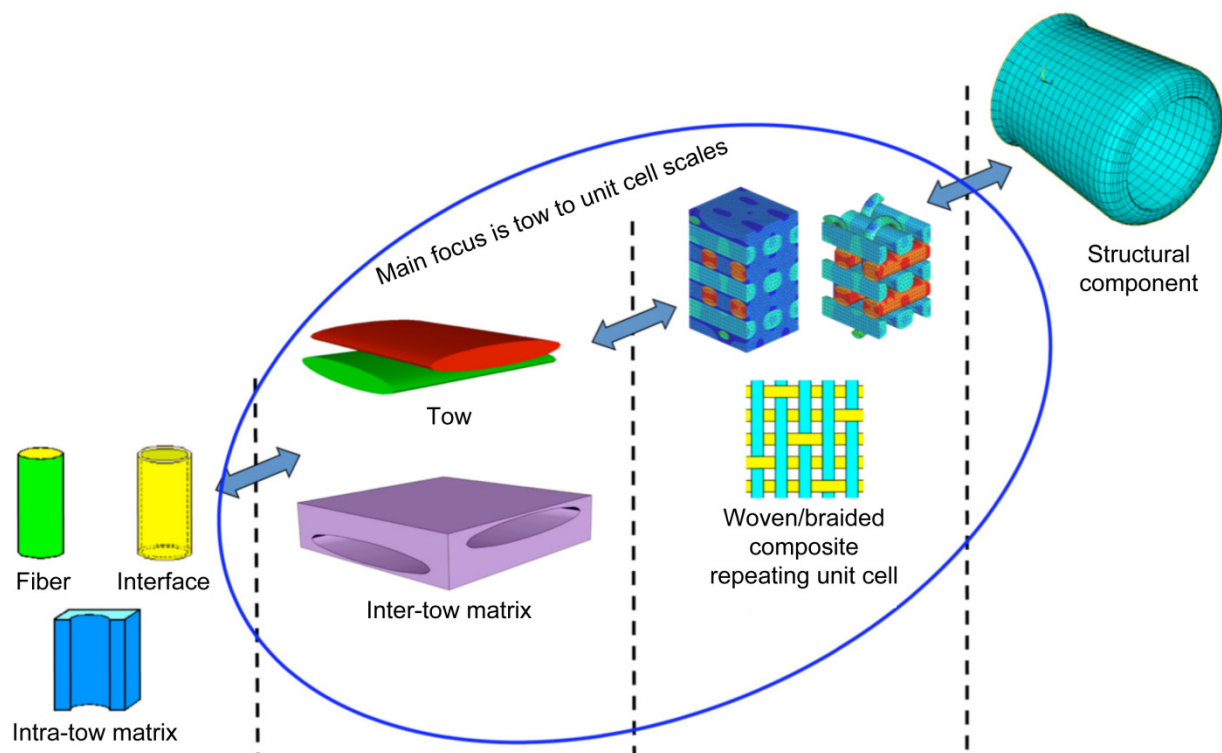 Main focus is tow to unit cell scales
Structural
component
Tow
Fiber
Interface
Inter-tow matrix
Woven/braided
composite
repeating unit cell
Intra-tow matrix